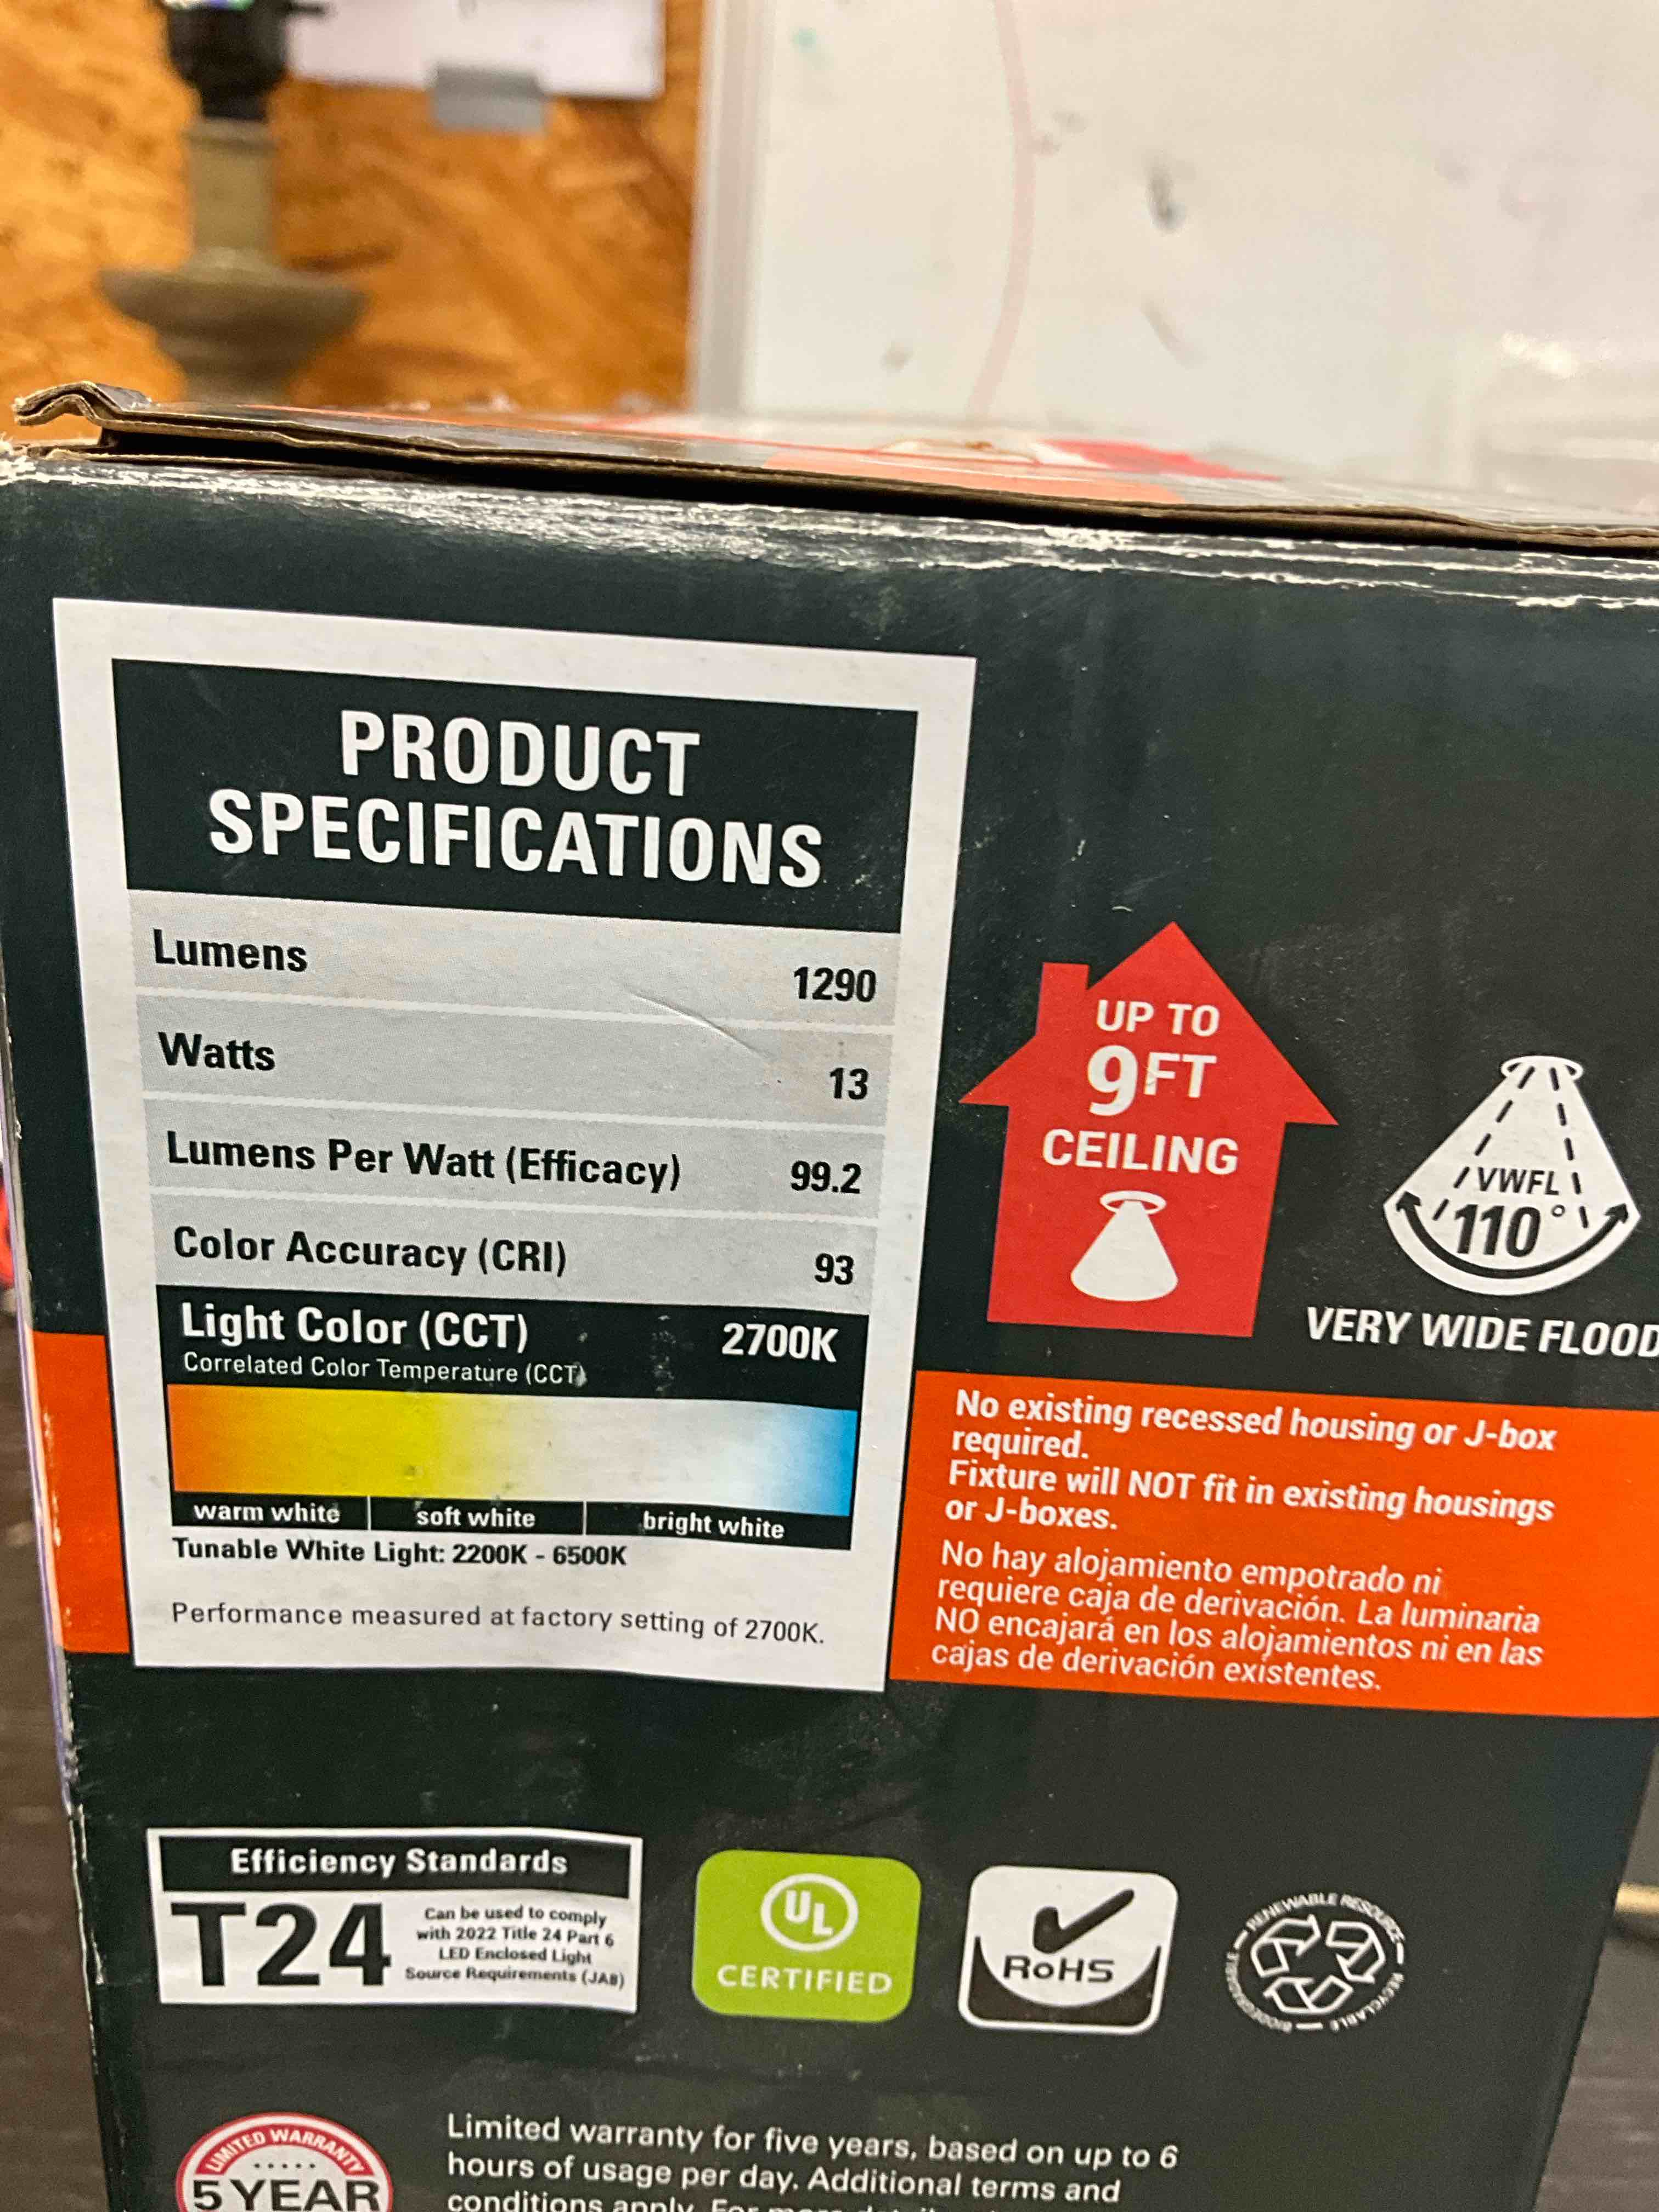 PRODUCT
SPECIFICATIONS
Lumens 1290
Watts 13
Lumens Per Watt (Efficacy) 99.2
Color Accuracy (CRI) 93
Light Color (CCT) 2700K
Correlated Color Temperature (CCT)
warm white soft white bright white
Tunable White Light: 2200K - 6500K
Performance measured at factory setting of 2700K.
UP TO
9FT
CEILING
VWFL
110°
VERY WIDE FLOOD
No existing recessed housing or J-box
required.
Fixture will NOT fit in existing housings
or J-boxes.
No hay alojamiento empotrado ni
requiere caja de derivación. La luminaria
NO encajará en los alojamientos ni en las
cajas de derivación existentes.
Efficiency Standards
T24
Can be used to comply
with 2022 Title 24 Part 6
LED Enclosed Light
Source Requirements (JA8)
UL
CERTIFIED
RoHS
RENEWABLE RESOURCE
RECYCLABLE
BIODEGRADABLE
LIMITED WARRANTY
5 YEAR
Limited warranty for five years, based on up to 6
hours of usage per day. Additional terms and
conditions apply. For more